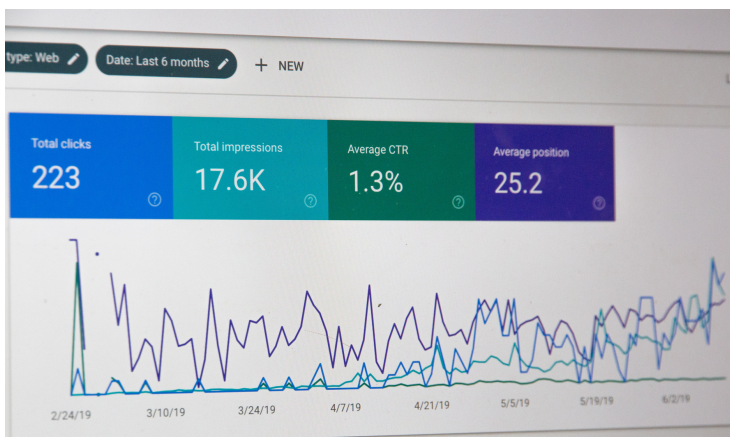 type: Web
Date: Last 6 months
+ NEW
Total clicks
223
Total impressions
17.6K
Average CTR
1.3%
Average position
25.2
2/24/19
3/10/19
3/24/19
4/7/19
4/21/19
5/5/19
5/19/19
6/2/19